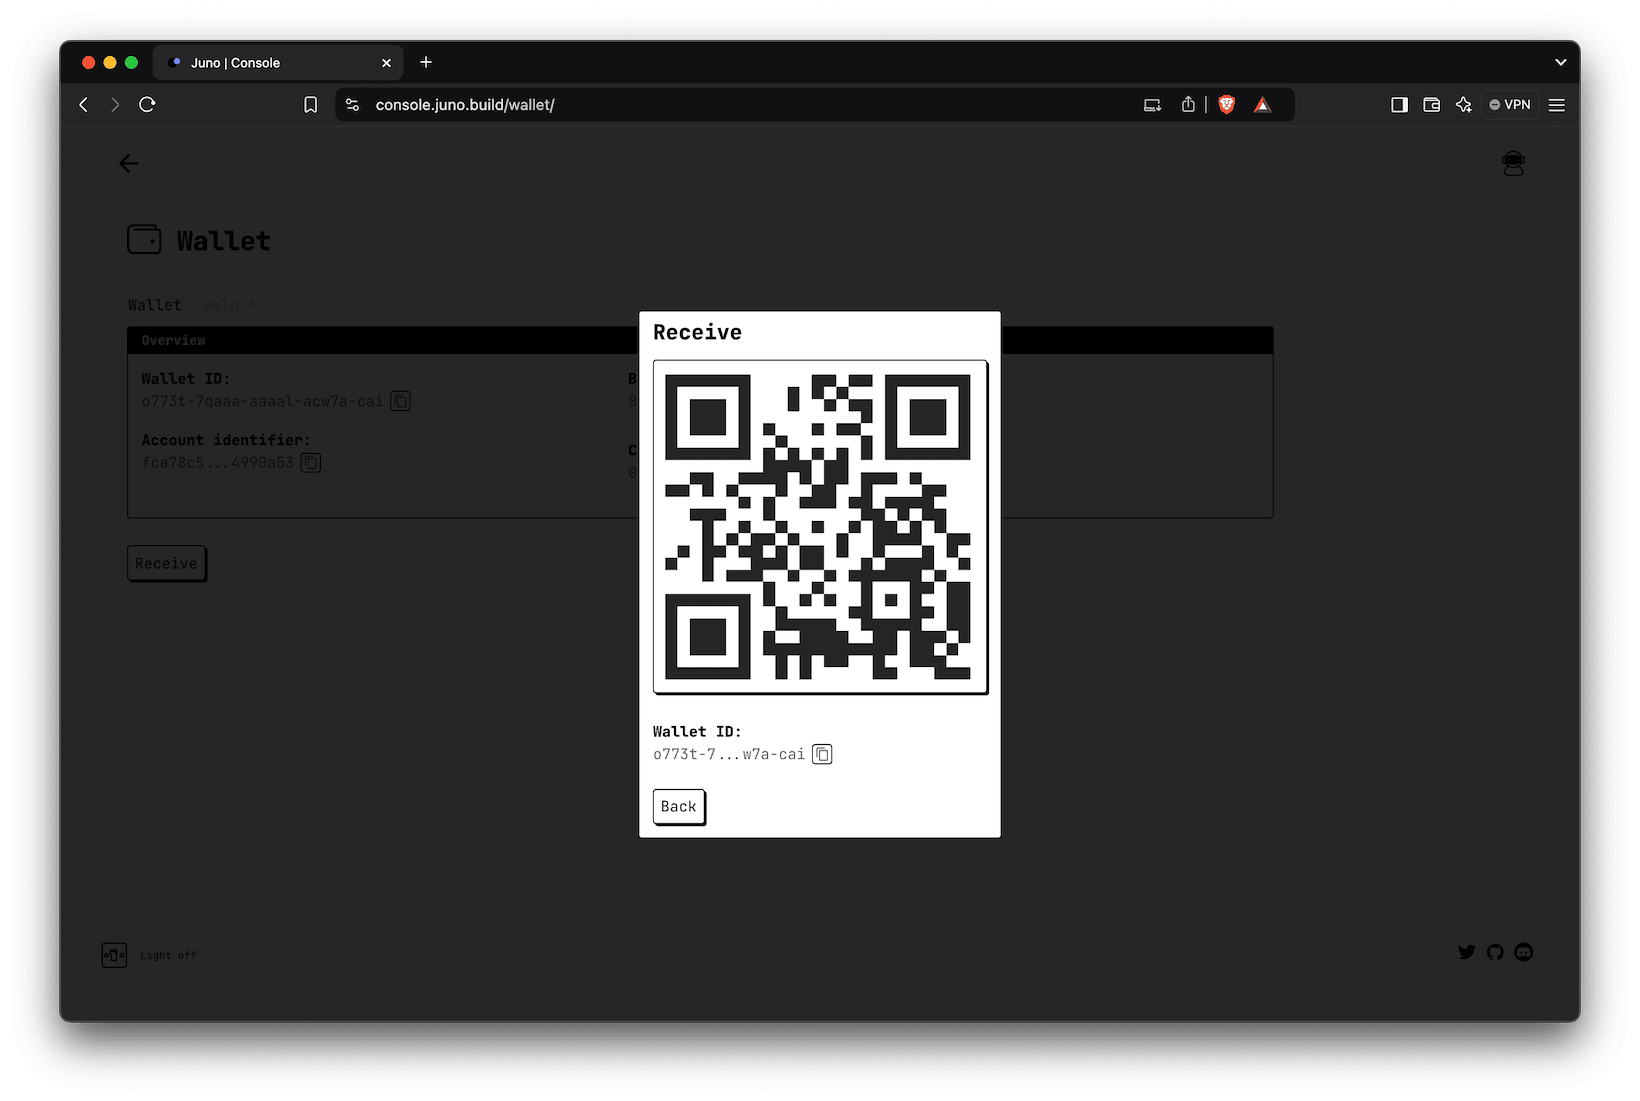 Juno | Console
console.juno.build/wallet/
VPN
Wallet
Wallet Help
Overview
Wallet ID:
o773t-7qaaa-aaaal-acw7a-cai
Account identifier:
fca78c5...4990a53
B
0
C
0
Receive
Receive
Wallet ID:
o773t-7...w7a-cai
Back
Light off